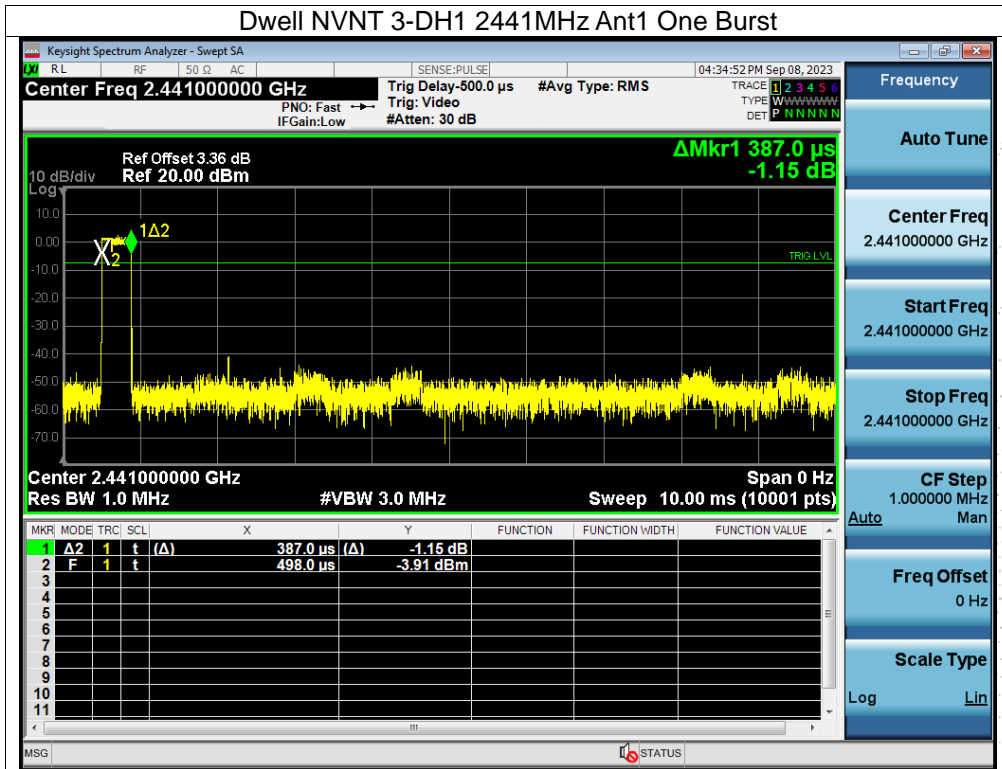 Dwell NVNT 3-DH1 2441MHz Ant1 One Burst
Keysight Spectrum Analyzer - Swept SA
LXI RL RF 50 Ω AC SENSE:PULSE 04:34:52 PM Sep 08, 2023
Center Freq 2.441000000 GHz
PNO: Fast
IFGain:Low
Trig Delay-500.0 µs
Trig: Video
#Atten: 30 dB
#Avg Type: RMS
TRACE 1 2 3 4 5 6
TYPE WWWWWW
DET P N N N N N
ΔMkr1 387.0 µs
-1.15 dB
Ref Offset 3.36 dB
10 dB/div Ref 20.00 dBm
Log
10.0
0.00
-10.0
-20.0
-30.0
-40.0
-50.0
-60.0
-70.0
1Δ2
X2
TRIG LVL
Center 2.441000000 GHz Span 0 Hz
Res BW 1.0 MHz #VBW 3.0 MHz Sweep 10.00 ms (10001 pts)
MKR MODE TRC SCL X Y FUNCTION FUNCTION WIDTH FUNCTION VALUE
1 Δ2 1 t (Δ) 387.0 µs (Δ) -1.15 dB
2 F 1 t 498.0 µs -3.91 dBm
3
4
5
6
7
8
9
10
11
MSG STATUS
Frequency
Auto Tune
Center Freq
2.441000000 GHz
Start Freq
2.441000000 GHz
Stop Freq
2.441000000 GHz
CF Step
1.000000 MHz
Auto Man
Freq Offset
0 Hz
Scale Type
Log Lin